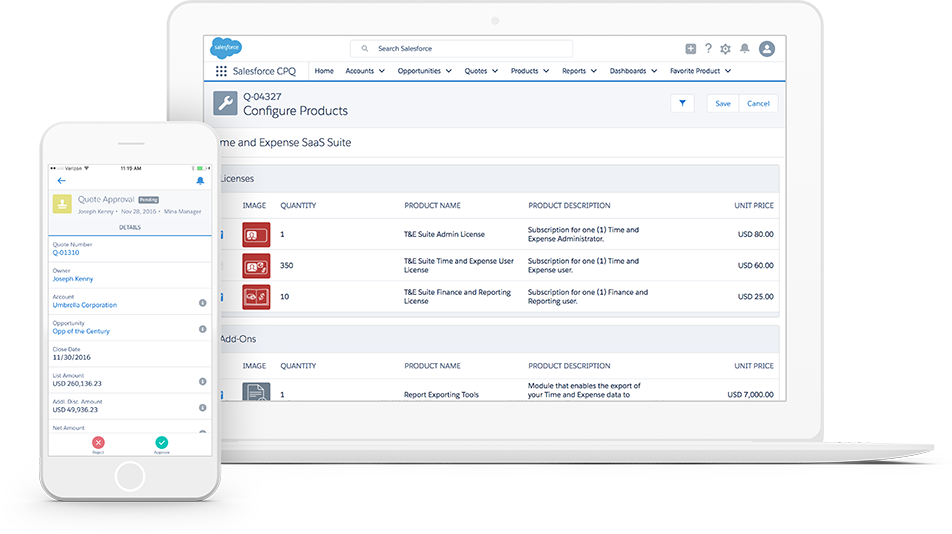 salesforce
Search Salesforce
Salesforce CPQ
Home Accounts Opportunities Quotes Products Reports Dashboards Favorite Product
Q-04327
Configure Products
Save Cancel
me and Expense SaaS Suite
icenses
IMAGE QUANTITY PRODUCT NAME PRODUCT DESCRIPTION UNIT PRICE
1 T&E Suite Admin License Subscription for one (1) Time and USD 80.00
Expense Administrator.
350 T&E Suite Time and Expense User Subscription for one (1) Time and USD 60.00
License Expense user.
10 T&E Suite Finance and Reporting Subscription for one (1) Finance and USD 25.00
License Reporting user.
Add-Ons
IMAGE QUANTITY PRODUCT NAME PRODUCT DESCRIPTION UNIT PRICE
Module that enables the export of
1 Report Exporting Tools your Time and Expense data to USD 7,000.00
Verizon 11:15 AM
Quote Approval Pending
Joseph Kenny • Nov 28, 2016 • Mina Manager
DETAILS
Quote Number
Q-01310
Owner
Joseph Kenny
Account
Umbrella Corporation
Opportunity
Opp of the Century
Close Date
11/30/2016
List Amount
USD 260,136.23
Addl. Disc. Amount
USD 49,936.23
Net Amount
Reject Approve